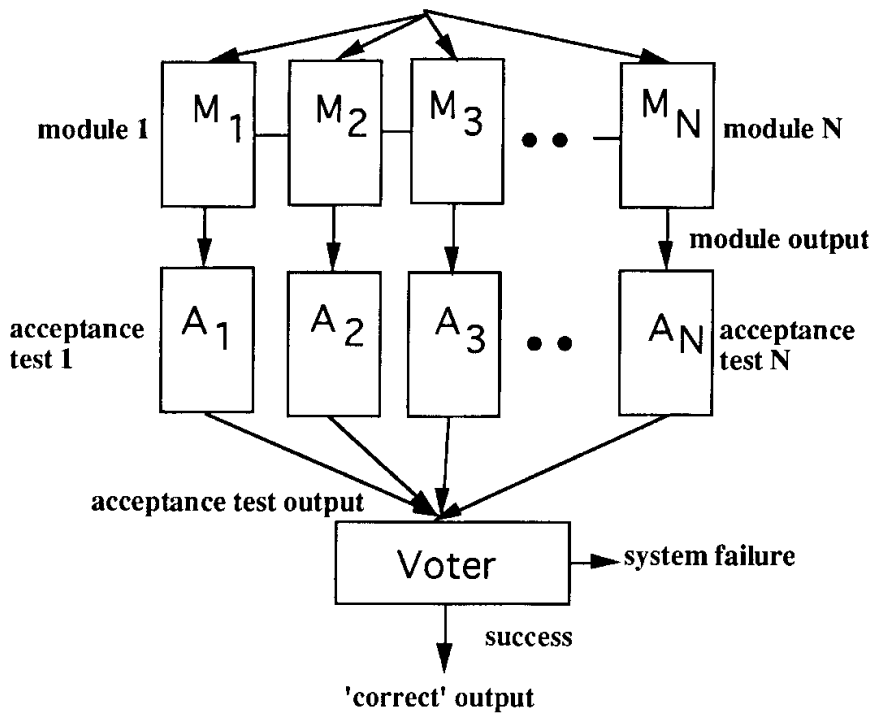 M1
M2
M3
MN
module 1
module N
module output
A1
A2
A3
AN
acceptance
test 1
acceptance
test N
acceptance test output
Voter
system failure
success
'correct' output